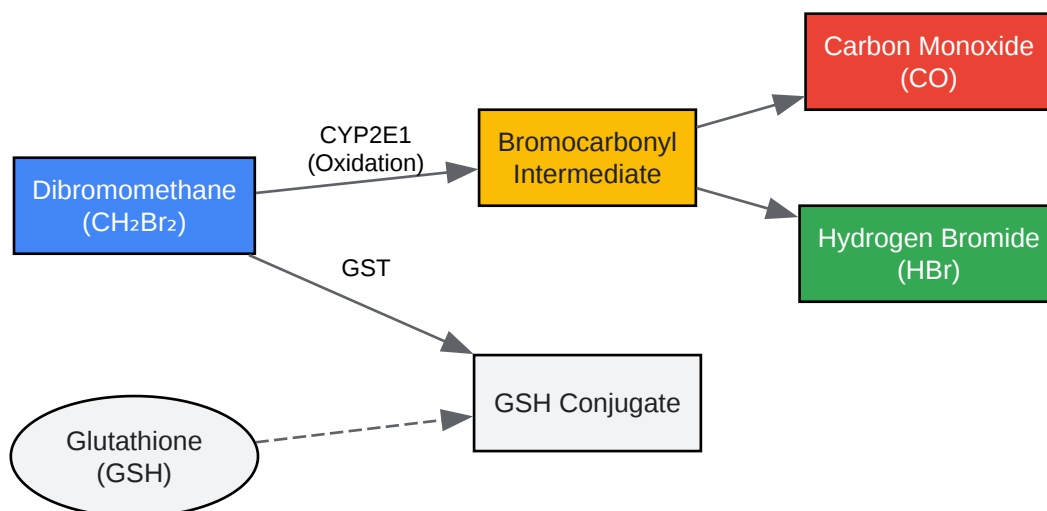 Carbon Monoxide
(CO)
CYP2E1
(Oxidation)
Bromocarbonyl
Intermediate
Dibromomethane
(CH₂Br₂)
Hydrogen Bromide
(HBr)
GST
GSH Conjugate
Glutathione
(GSH)